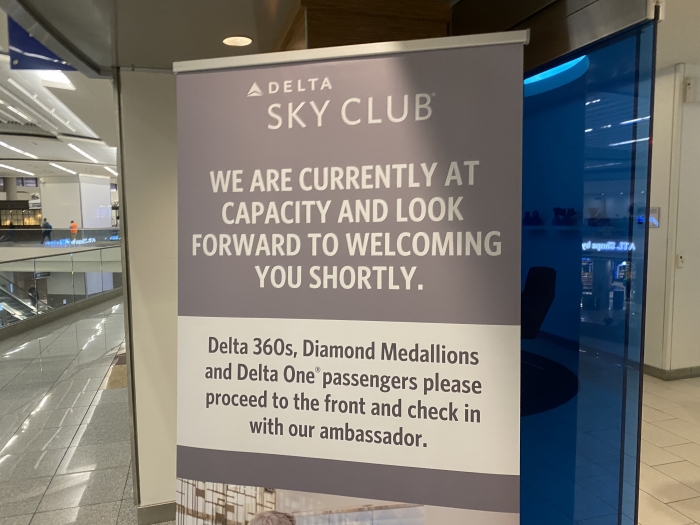 DELTA
SKY CLUB®
WE ARE CURRENTLY AT
CAPACITY AND LOOK
FORWARD TO WELCOMING
YOU SHORTLY.
Delta 360s, Diamond Medallions
and Delta One® passengers please
proceed to the front and check in
with our ambassador.